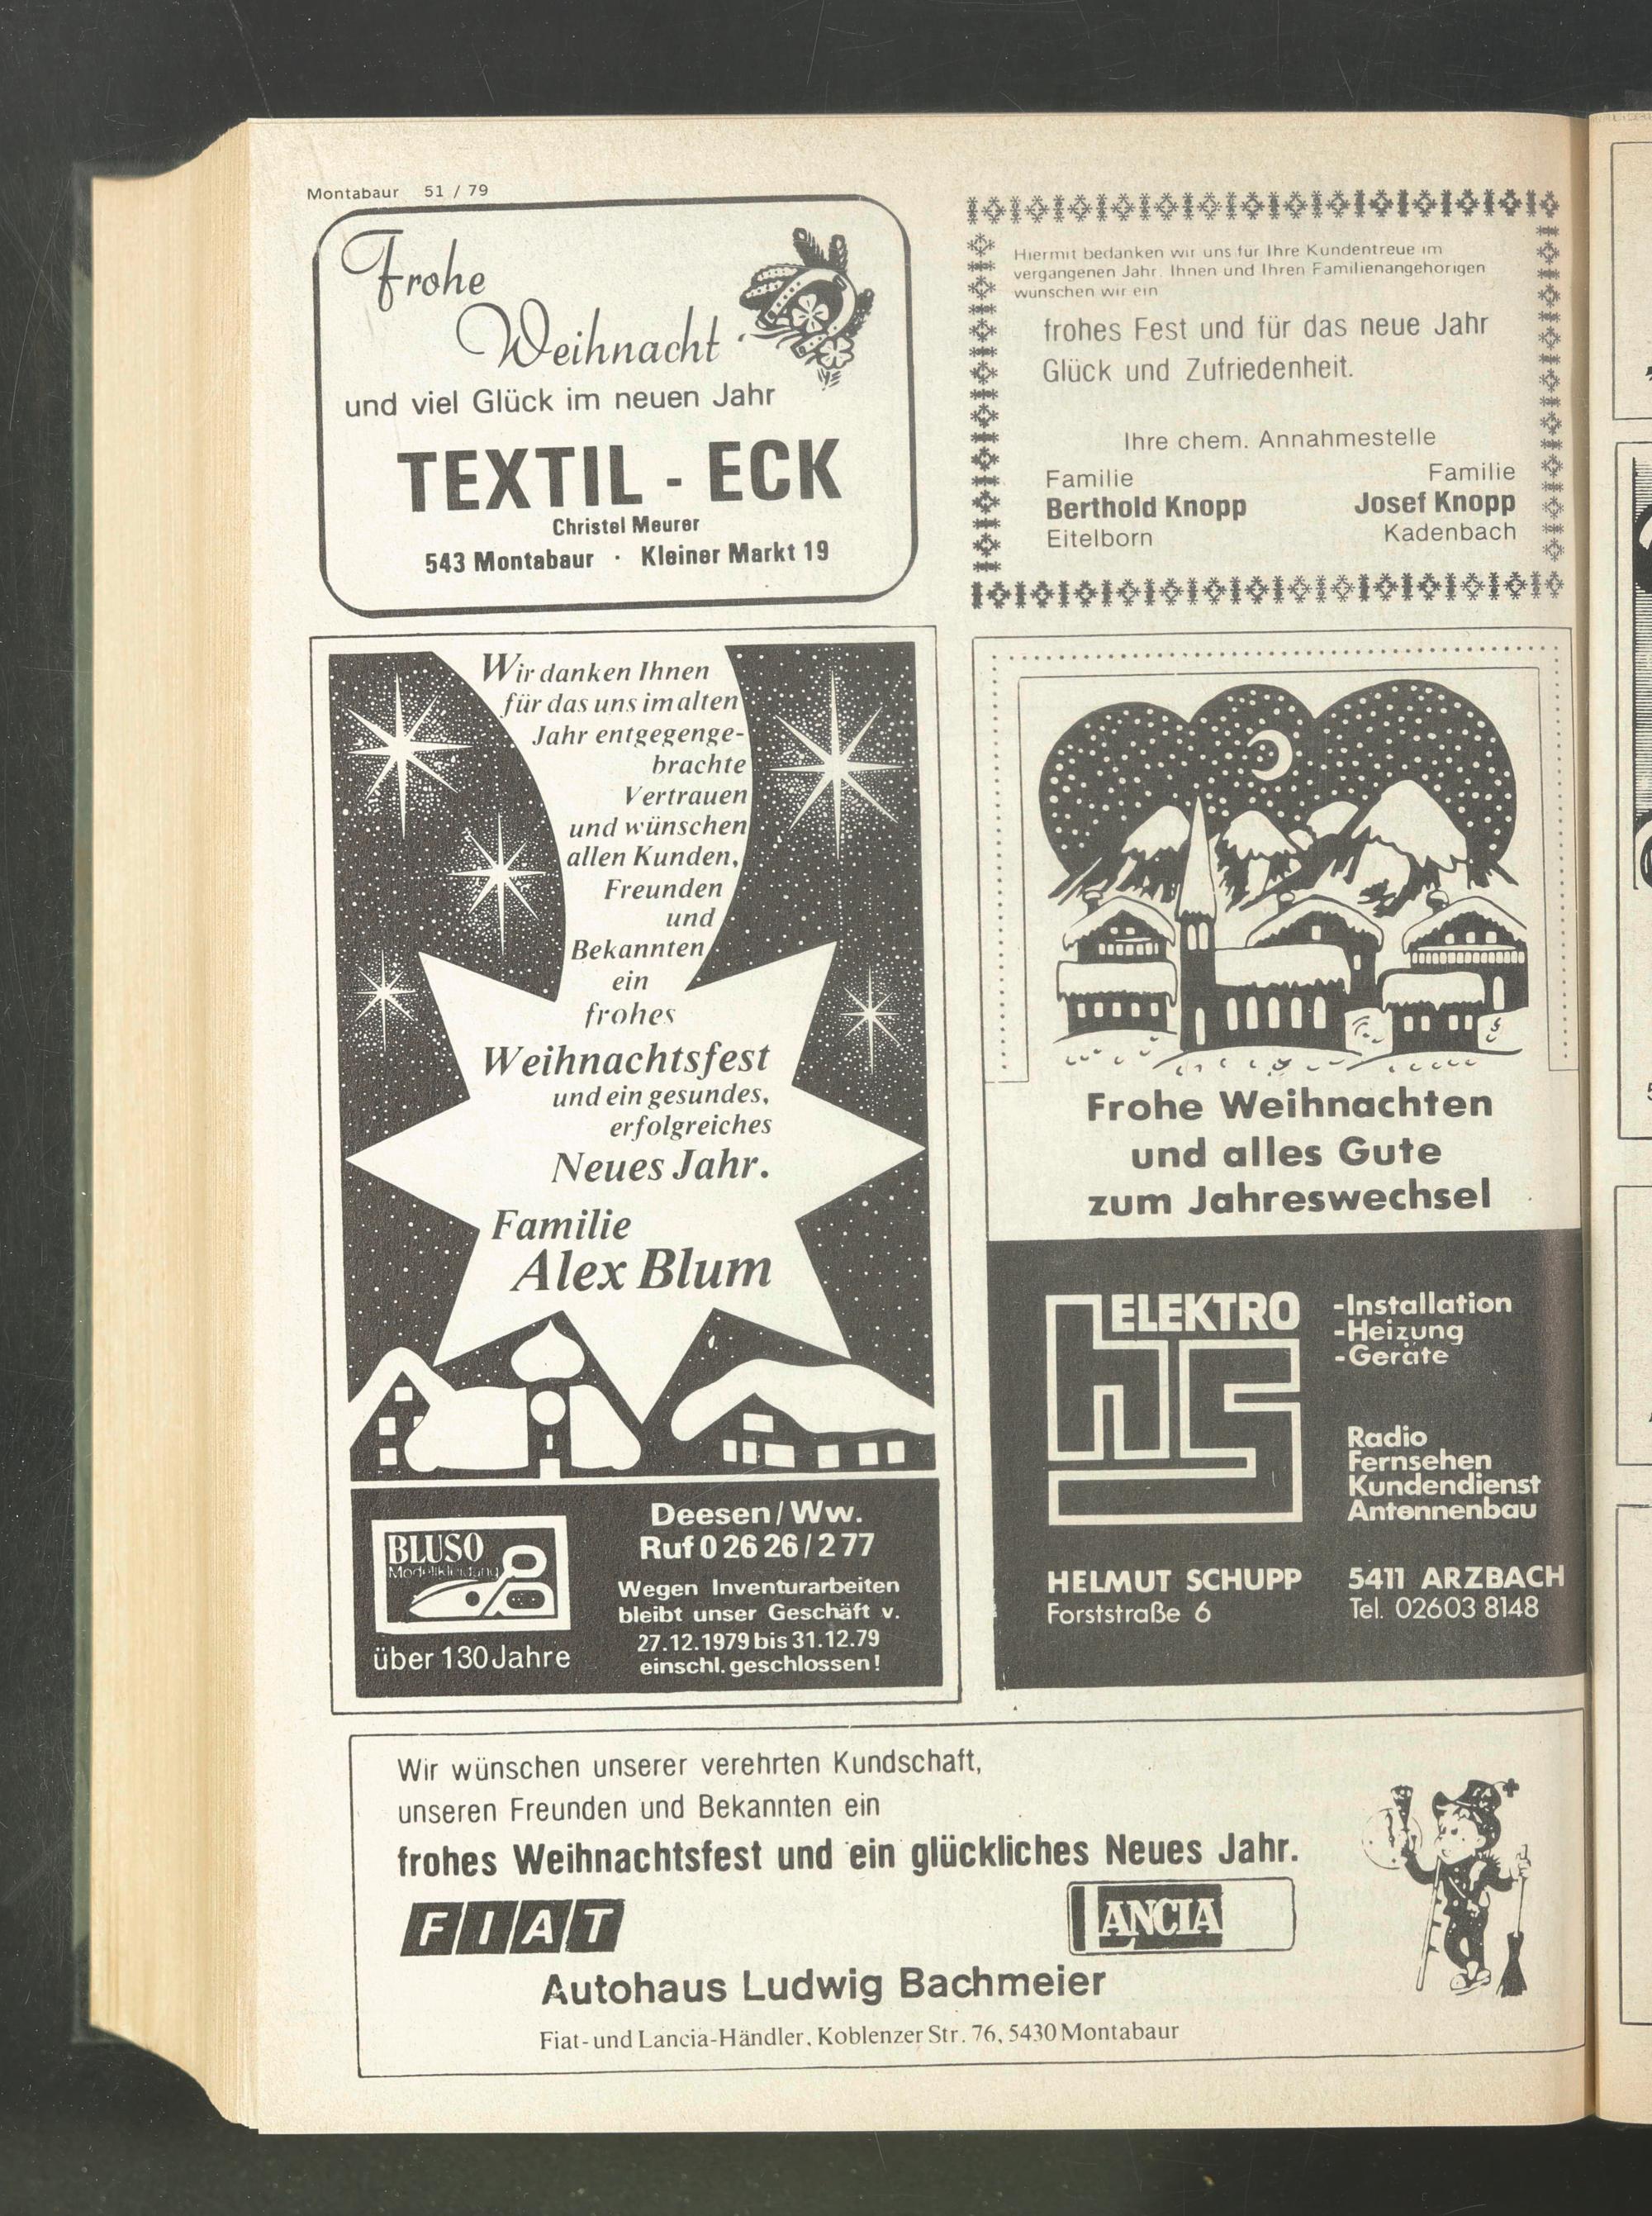 Montabaur 51 / 79
Frohe
Weihnacht
und viel Glück im neuen Jahr
TEXTIL - ECK
Christel Meurer
543 Montabaur · Kleiner Markt 19
Hiermit bedanken wir uns für Ihre Kundentreue im
vergangenen Jahr. Ihnen und Ihren Familienangehörigen
wünschen wir ein
frohes Fest und für das neue Jahr
Glück und Zufriedenheit.
Ihre chem. Annahmestelle
Familie
Berthold Knopp
Eitelborn
Familie
Josef Knopp
Kadenbach
Wir danken Ihnen
für das uns im alten
Jahr entgegenge-
brachte
Vertrauen
und wünschen
allen Kunden,
Freunden
und
Bekannten
ein
frohes
Weihnachtsfest
und ein gesundes,
erfolgreiches
Neues Jahr.
Familie
Alex Blum
BLUSO
Modellkleidung
über 130 Jahre
Deesen/Ww.
Ruf 0 26 26 / 2 77
Wegen Inventurarbeiten
bleibt unser Geschäft v.
27.12.1979 bis 31.12.79
einschl. geschlossen!
Frohe Weihnachten
und alles Gute
zum Jahreswechsel
ELEKTRO
hs
-Installation
-Heizung
-Geräte
Radio
Fernsehen
Kundendienst
Antennenbau
HELMUT SCHUPP
Forststraße 6
5411 ARZBACH
Tel. 02603 8148
Wir wünschen unserer verehrten Kundschaft,
unseren Freunden und Bekannten ein
frohes Weihnachtsfest und ein glückliches Neues Jahr.
FIAT
LANCIA
Autohaus Ludwig Bachmeier
Fiat- und Lancia-Händler, Koblenzer Str. 76, 5430 Montabaur